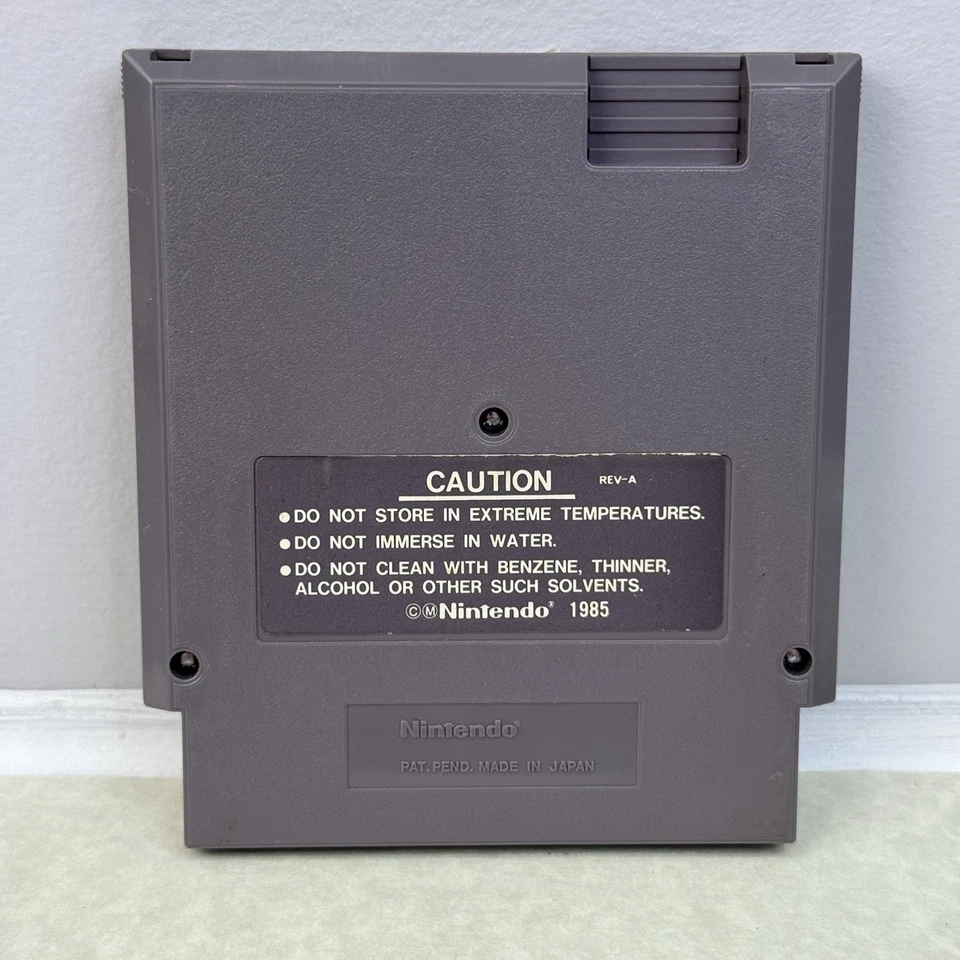 CAUTION REV-A
●DO NOT STORE IN EXTREME TEMPERATURES.
●DO NOT IMMERSE IN WATER.
●DO NOT CLEAN WITH BENZENE, THINNER,
ALCOHOL OR OTHER SUCH SOLVENTS.
ⒸⓂNintendo® 1985
Nintendo®
PAT. PEND. MADE IN JAPAN